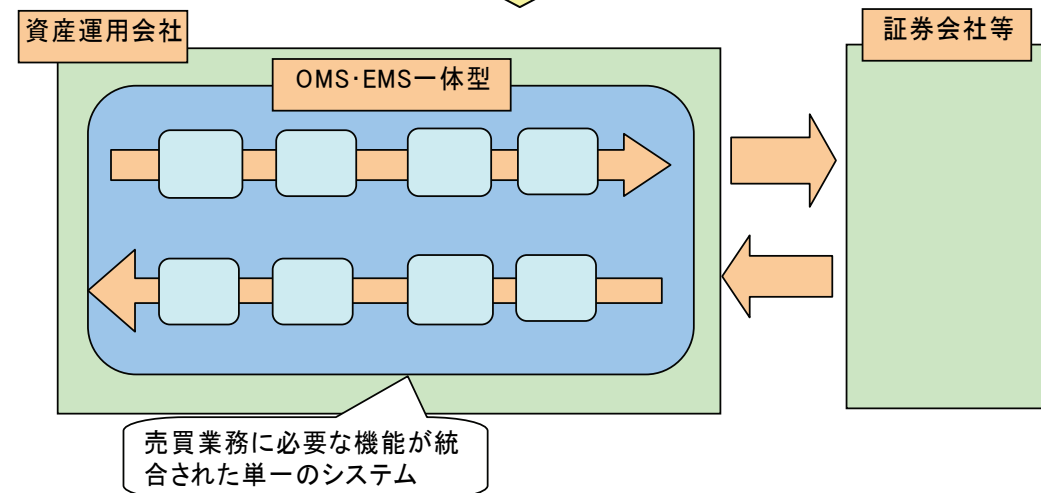 資産運用会社
証券会社等
OMS・EMS一体型
売買業務に必要な機能が統
合された単一のシステム